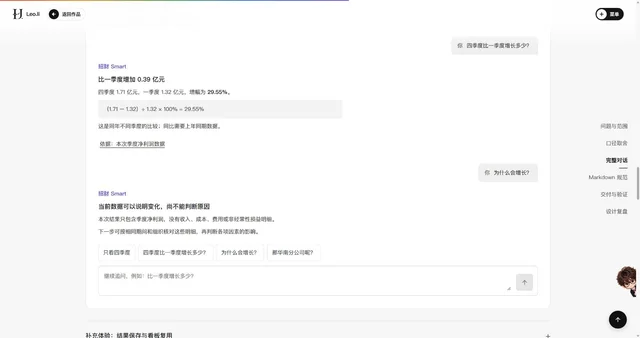 Leo.li
返回作品
菜单
你 四季度比一季度增长多少？
经财 Smart
比一季度增加 0.39 亿元
四季度 1.71 亿元，一季度 1.32 亿元，增幅为 29.55%。
(1.71 − 1.32) ÷ 1.32 × 100% = 29.55%
这是同年不同季度的比较；同比需要上年同期数据。
依据：本次季度净利润数据
你 为什么会增长？
经财 Smart
当前数据可以说明变化，尚不能判断原因
本次结果只包含季度净利润，没有收入、成本、费用或非经常性损益明细。
下一步可按相同期间和组织核对这些明细，再判断各项因素的影响。
只看四季度
四季度比一季度增长多少？
为什么会增长？
那华南分公司呢？
继续追问，例如：比一季度增长多少？
问题与范围
口径取舍
完整对话
Markdown 规范
交付与验证
设计复盘
补充体验：结果保存与看板复用